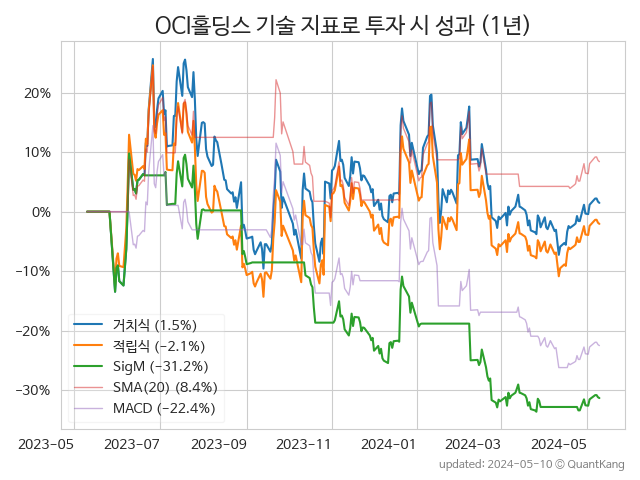 OCI홀딩스 기술 지표로 투자 시 성과 (1년)
20%
10%
0%
−10%
−20%
−30%
거치식 (1.5%)
적립식 (−2.1%)
SigM (−31.2%)
SMA(20) (8.4%)
MACD (−22.4%)
2023-05 2023-07 2023-09 2023-11 2024-01 2024-03 2024-05
updated: 2024-05-10 © QuantKang